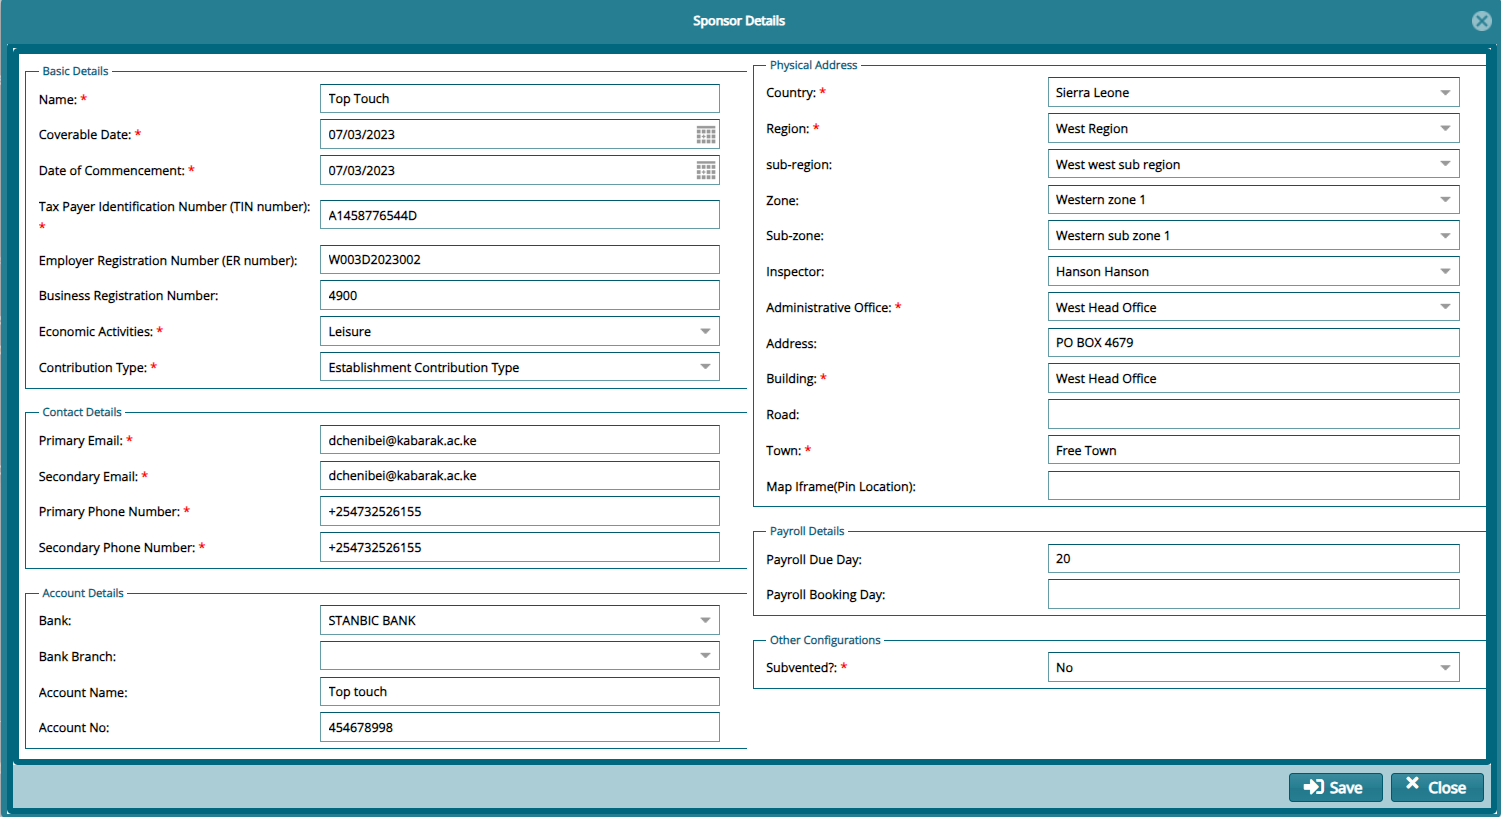 Sponsor Details
Basic Details
Name: *
Top Touch
Coverable Date: *
07/03/2023
Date of Commencement: *
07/03/2023
Tax Payer Identification Number (TIN number):
*
A1458776544D
Employer Registration Number (ER number):
W003D2023002
Business Registration Number:
4900
Economic Activities: *
Leisure
Contribution Type: *
Establishment Contribution Type
Contact Details
Primary Email: *
dchenibei@kabarak.ac.ke
Secondary Email: *
dchenibei@kabarak.ac.ke
Primary Phone Number: *
+254732526155
Secondary Phone Number: *
+254732526155
Account Details
Bank:
STANBIC BANK
Bank Branch:
Account Name:
Top touch
Account No:
454678998
Physical Address
Country: *
Sierra Leone
Region: *
West Region
sub-region:
West west sub region
Zone:
Western zone 1
Sub-zone:
Western sub zone 1
Inspector:
Hanson Hanson
Administrative Office: *
West Head Office
Address:
PO BOX 4679
Building: *
West Head Office
Road:
Town: *
Free Town
Map Iframe(Pin Location):
Payroll Details
Payroll Due Day:
20
Payroll Booking Day:
Other Configurations
Subvented?: *
No
Save
Close